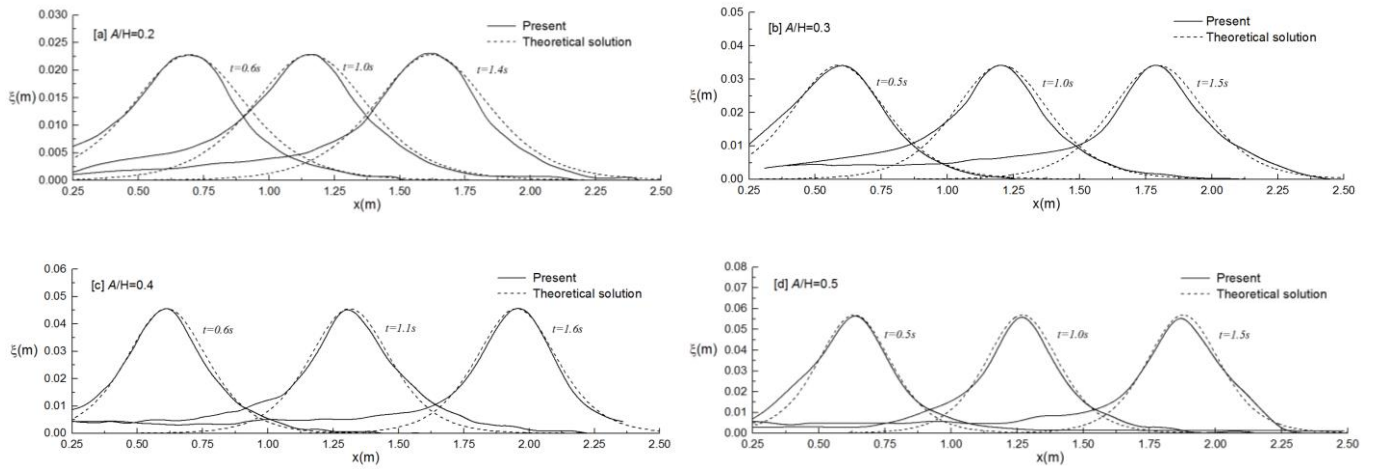 [a] A/H=0.2
Present
Theoretical solution
t=0.6s
t=1.0s
t=1.4s
ξ(m)
0.030
0.025
0.020
0.015
0.010
0.005
0.000
0.25 0.50 0.75 1.00 1.25 1.50 1.75 2.00 2.25 2.50
x(m)
[b] A/H=0.3
Present
Theoretical solution
t=0.5s
t=1.0s
t=1.5s
ξ(m)
0.05
0.04
0.03
0.02
0.01
0.00
0.25 0.50 0.75 1.00 1.25 1.50 1.75 2.00 2.25 2.50
x(m)
[c] A/H=0.4
Present
Theoretical solution
t=0.6s
t=1.1s
t=1.6s
ξ(m)
0.06
0.05
0.04
0.03
0.02
0.01
0.00
0.25 0.50 0.75 1.00 1.25 1.50 1.75 2.00 2.25 2.50
x(m)
[d] A/H=0.5
Present
Theoretical solution
t=0.5s
t=1.0s
t=1.5s
ξ(m)
0.08
0.07
0.06
0.05
0.04
0.03
0.02
0.01
0.00
0.25 0.50 0.75 1.00 1.25 1.50 1.75 2.00 2.25 2.50
x(m)